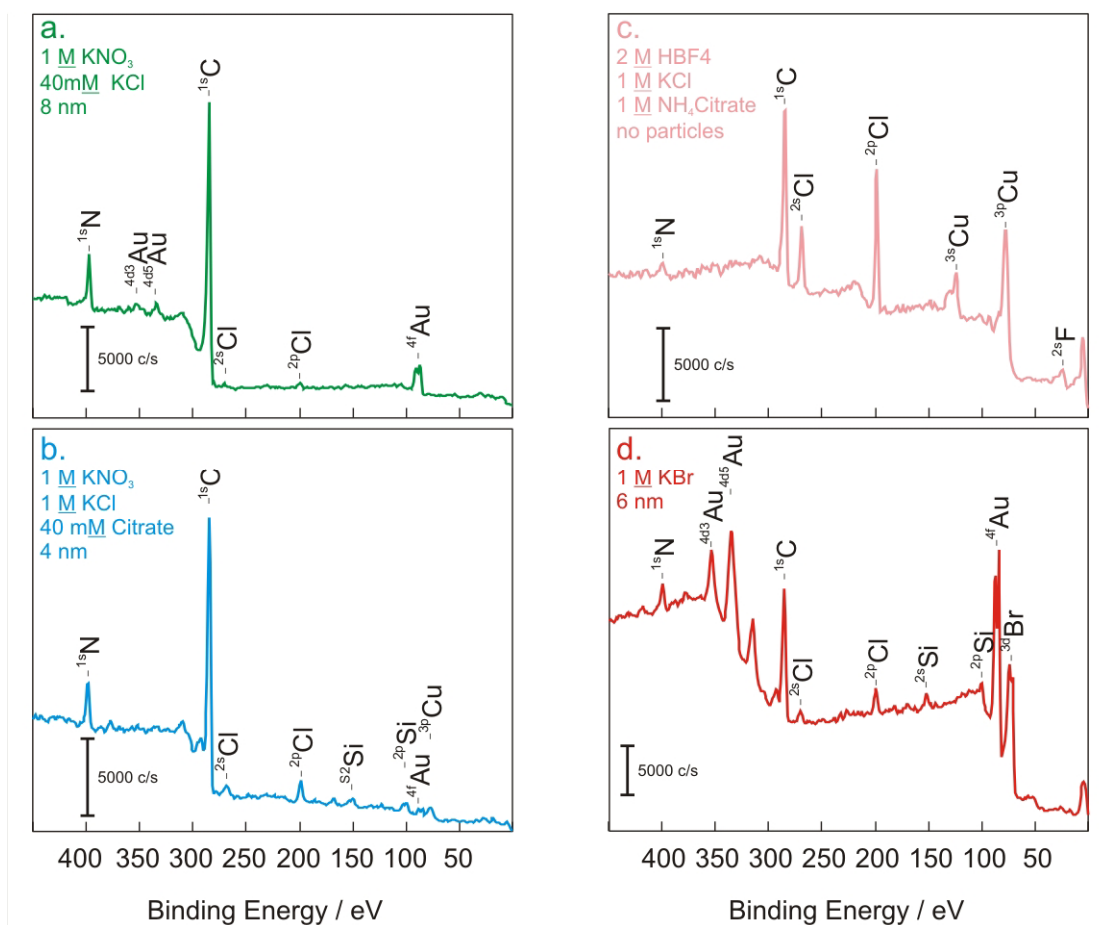 a.
1 M KNO₃
40mM KCl
8 nm
1sN
4d3Au
4d5Au
1sC
2sCl
2pCl
4fAu
5000 c/s
c.
2 M HBF4
1 M KCl
1 M NH₄Citrate
no particles
1sN
1sC
2sCl
2pCl
3sCu
3pCu
2sF
5000 c/s
b.
1 M KNO₃
1 M KCl
40 mM Citrate
4 nm
1sN
1sC
2sCl
2pCl
S2Si
2pSi
4fAu
3pCu
5000 c/s
400 350 300 250 200 150 100 50
Binding Energy / eV
d.
1 M KBr
6 nm
1sN
4d3Au
4d5Au
1sC
2sCl
2pCl
2sSi
2pSi
4fAu
3dBr
5000 c/s
400 350 300 250 200 150 100 50
Binding Energy / eV